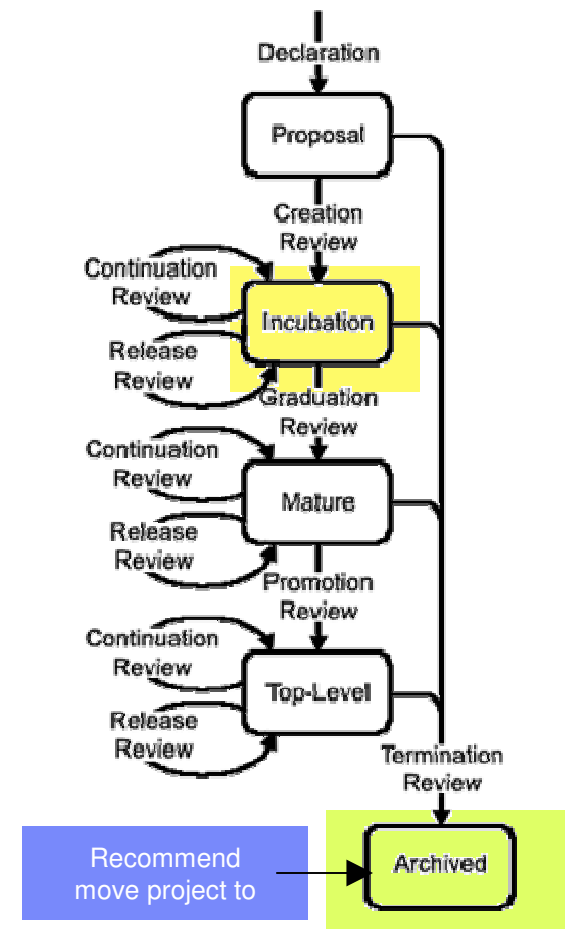 Declaration
Proposal
Creation
Review
Continuation
Review
Incubation
Release
Review
Graduation
Review
Continuation
Review
Mature
Release
Review
Promotion
Review
Continuation
Review
Top-Level
Release
Review
Termination
Review
Recommend
move project to
Archived